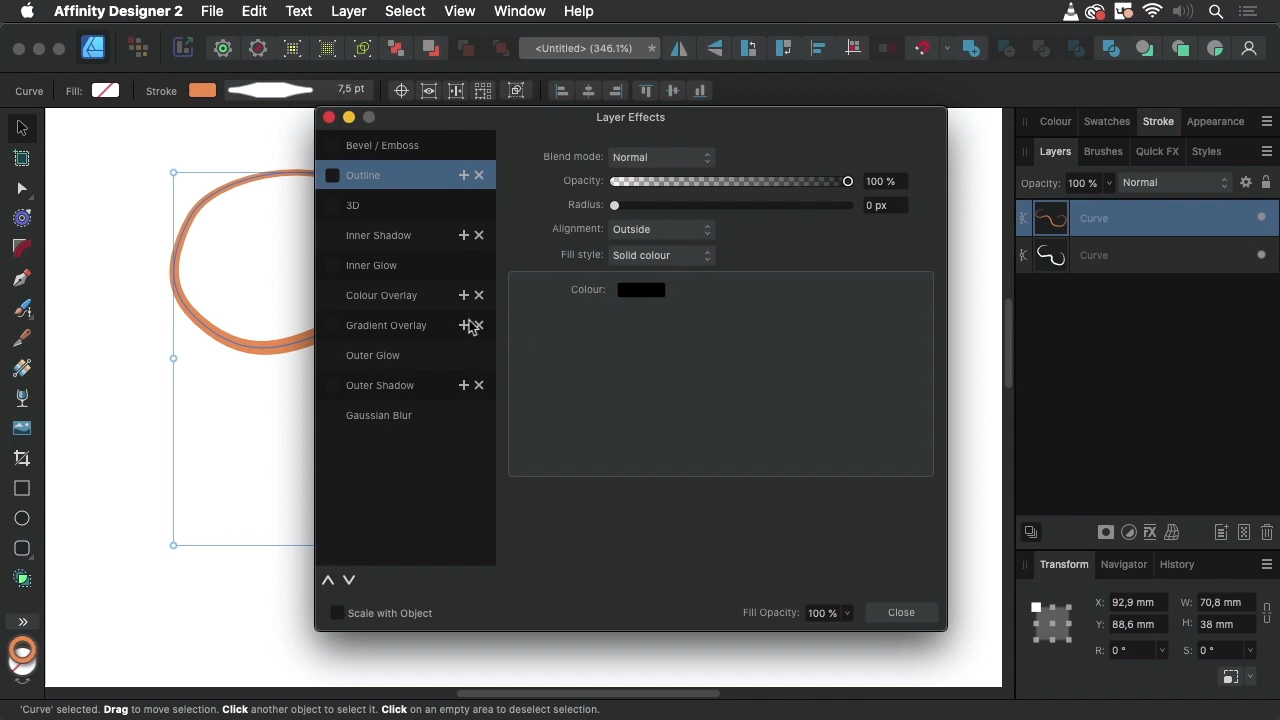 Affinity Designer 2 File Edit Text Layer Select View Window Help
<Untitled> (346.1%) *
Curve Fill: Stroke 7,5 pt
Layer Effects
Bevel / Emboss
Outline
3D
Inner Shadow
Inner Glow
Colour Overlay
Gradient Overlay
Outer Glow
Outer Shadow
Gaussian Blur
Blend mode: Normal
Opacity: 100 %
Radius: 0 px
Alignment: Outside
Fill style: Solid colour
Colour:
Scale with Object
Fill Opacity: 100 % Close
Colour Swatches Stroke Appearance
Layers Brushes Quick FX Styles
Opacity: 100 % Normal
Curve
Curve
Transform Navigator History
X: 92,9 mm W: 70,8 mm
Y: 88,6 mm H: 38 mm
R: 0 ° S: 0 °
'Curve' selected. Drag to move selection. Click another object to select it. Click on an empty area to deselect selection.